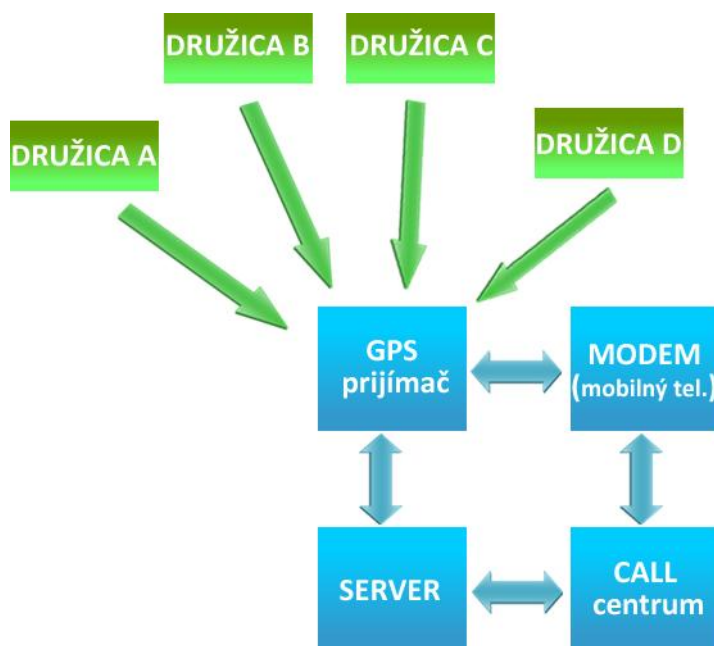 DRUŽICA B
DRUŽICA C
DRUŽICA A
DRUŽICA D
GPS
prijímač
MODEM
(mobilný tel.)
SERVER
CALL
centrum